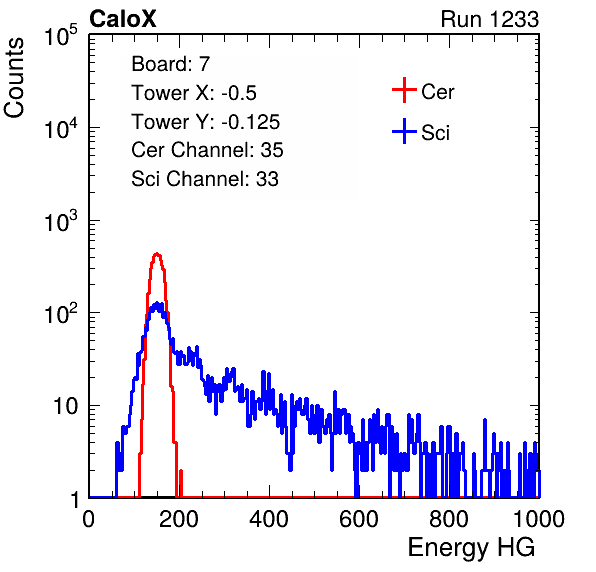 CaloX Run 1233
Counts
Board: 7
Tower X: -0.5
Tower Y: -0.125
Cer Channel: 35
Sci Channel: 33
Cer
Sci
10^5
10^4
10^3
10^2
10
1
0 200 400 600 800 1000
Energy HG